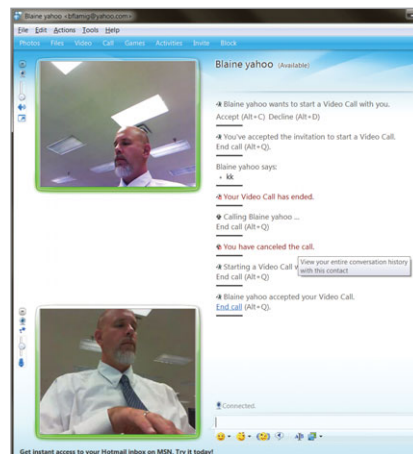 Blaine yahoo <bflamig@yahoo.com>
File Edit Actions Tools Help
Photos Files Video Call Games Activities Invite Block
Blaine yahoo (Available)
Blaine yahoo wants to start a Video Call with you.
Accept (Alt+C) Decline (Alt+D)
You've accepted the invitation to start a Video Call.
End call (Alt+Q).
Blaine yahoo says:
kk
Your Video Call has ended.
Calling Blaine yahoo ...
End call (Alt+Q)
You have canceled the call.
Starting a Video Call
View your entire conversation history
with this contact
End call (Alt+Q)
Blaine yahoo accepted your Video Call.
End call (Alt+Q).
Connected.
Get instant access to your Hotmail inbox on MSN. Try it today!